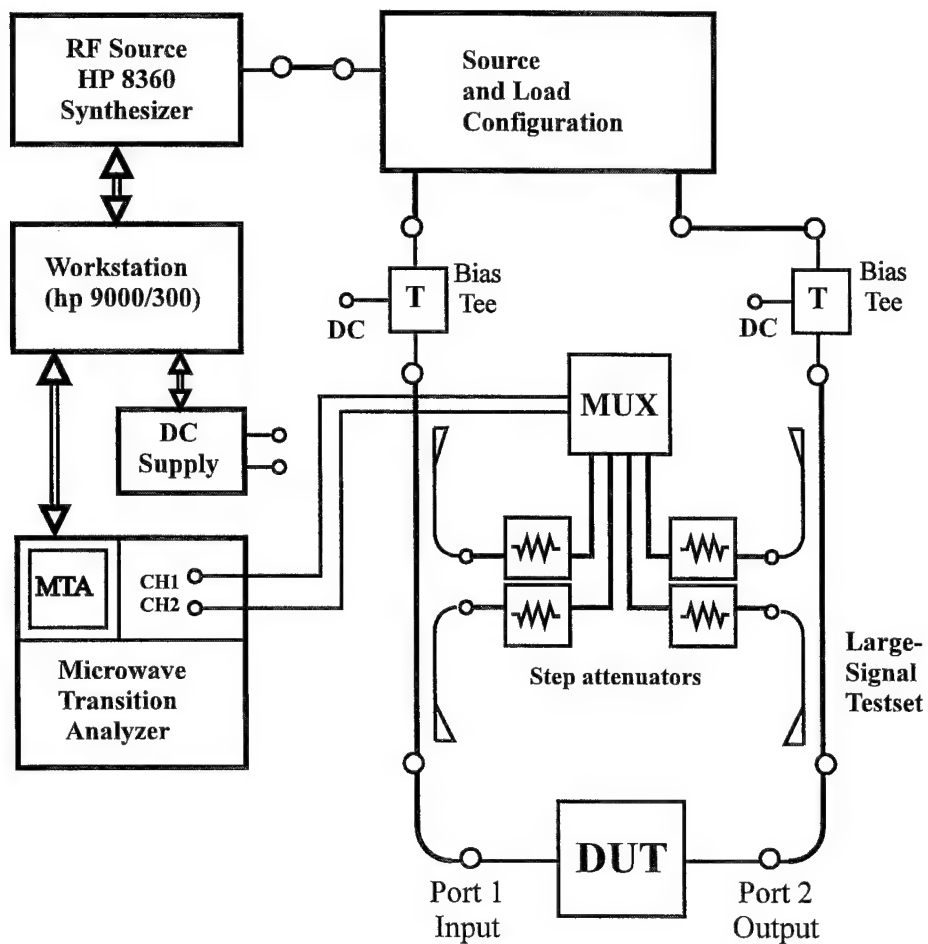 RF Source
HP 8360
Synthesizer
Source
and Load
Configuration
Workstation
(hp 9000/300)
T
Bias
Tee
DC
T
Bias
Tee
DC
MUX
DC
Supply
MTA
CH1
CH2
Microwave
Transition
Analyzer
Step attenuators
Large-
Signal
Testset
DUT
Port 1
Input
Port 2
Output